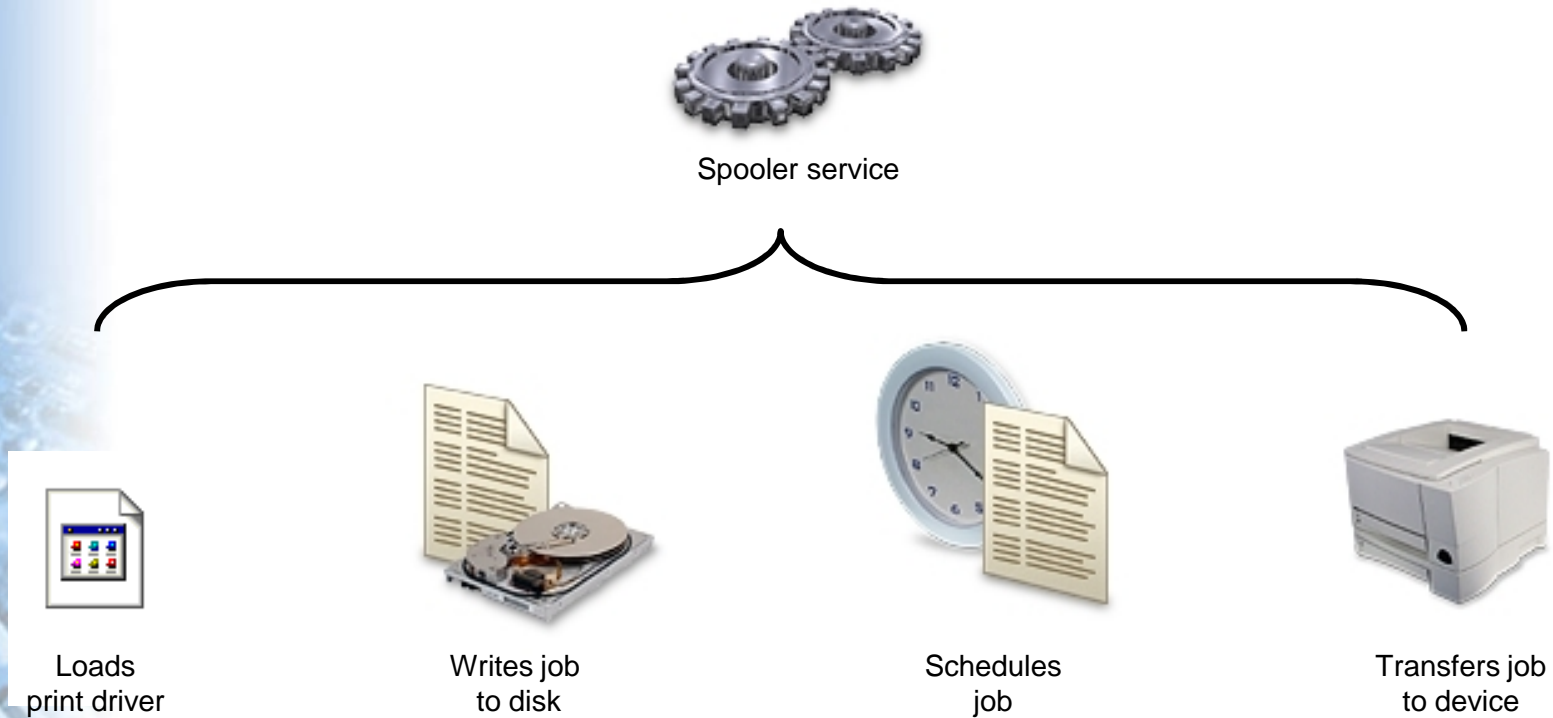 Spooler service
Loads
print driver
Writes job
to disk
Schedules
job
Transfers job
to device